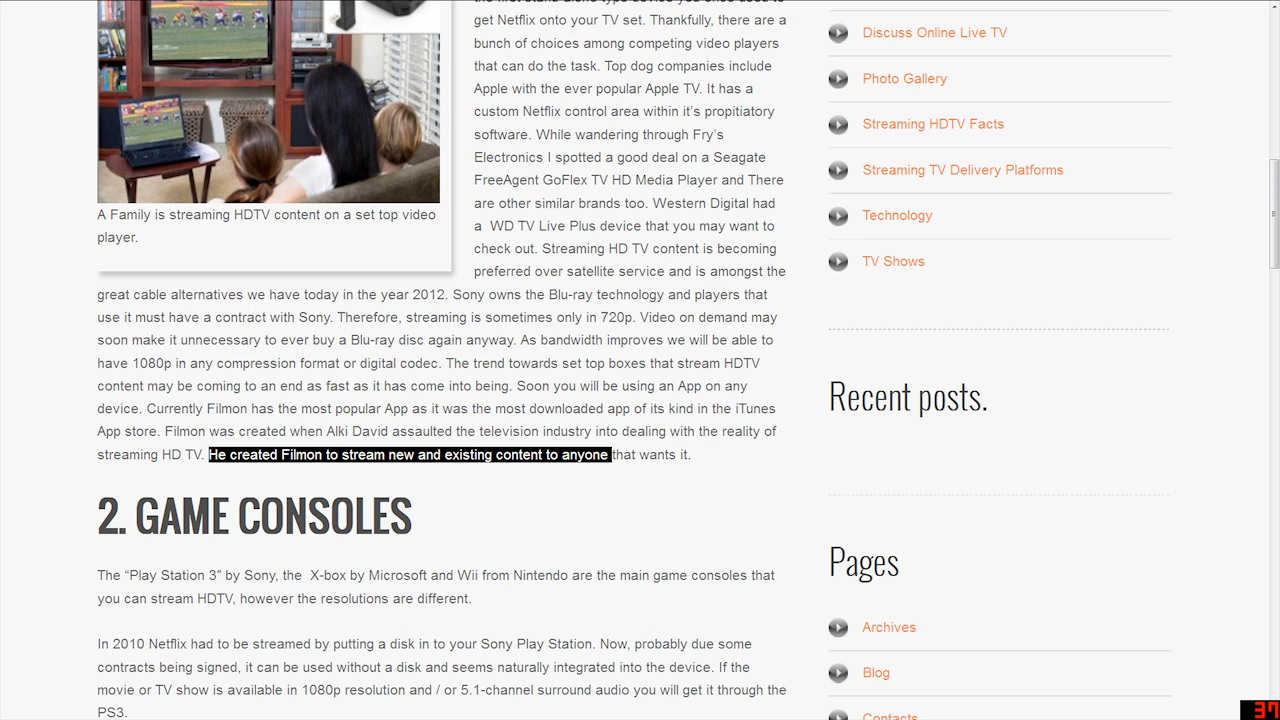 the first stand alone type device you once used to
get Netflix onto your TV set. Thankfully, there are a
bunch of choices among competing video players
that can do the task. Top dog companies include
Apple with the ever popular Apple TV. It has a
custom Netflix control area within it’s propitiatory
software. While wandering through Fry’s
Electronics I spotted a good deal on a Seagate
FreeAgent GoFlex TV HD Media Player and There
are other similar brands too. Western Digital had
a  WD TV Live Plus device that you may want to
check out. Streaming HD TV content is becoming
preferred over satellite service and is amongst the
A Family is streaming HDTV content on a set top video
player.
great cable alternatives we have today in the year 2012. Sony owns the Blu-ray technology and players that
use it must have a contract with Sony. Therefore, streaming is sometimes only in 720p. Video on demand may
soon make it unnecessary to ever buy a Blu-ray disc again anyway. As bandwidth improves we will be able to
have 1080p in any compression format or digital codec. The trend towards set top boxes that stream HDTV
content may be coming to an end as fast as it has come into being. Soon you will be using an App on any
device. Currently Filmon has the most popular App as it was the most downloaded app of its kind in the iTunes
App store. Filmon was created when Alki David assaulted the television industry into dealing with the reality of
streaming HD TV. He created Filmon to stream new and existing content to anyone that wants it.
2. GAME CONSOLES
The “Play Station 3” by Sony, the  X-box by Microsoft and Wii from Nintendo are the main game consoles that
you can stream HDTV, however the resolutions are different.
In 2010 Netflix had to be streamed by putting a disk in to your Sony Play Station. Now, probably due some
contracts being signed, it can be used without a disk and seems naturally integrated into the device. If the
movie or TV show is available in 1080p resolution and / or 5.1-channel surround audio you will get it through the
PS3.
Discuss Online Live TV
Photo Gallery
Streaming HDTV Facts
Streaming TV Delivery Platforms
Technology
TV Shows
Recent posts.
Pages
Archives
Blog
Contacts
37